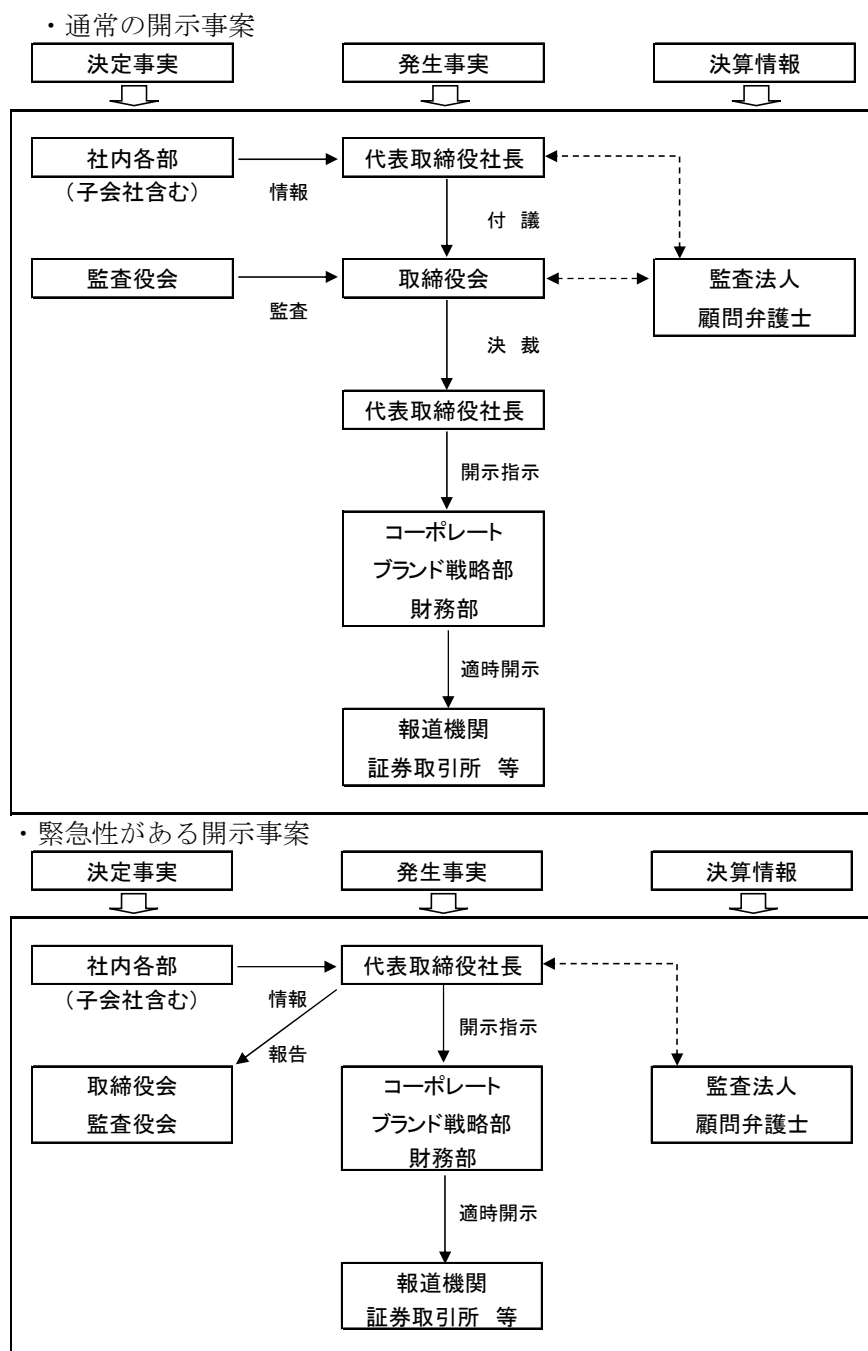 ・通常の開示事案
決定事実
発生事実
決算情報
社内各部
(子会社含む)
情報
代表取締役社長
付 議
監査役会
監査
取締役会
監査法人
顧問弁護士
決 裁
代表取締役社長
開示指示
コーポレート
ブランド戦略部
財務部
適時開示
報道機関
証券取引所 等
・緊急性がある開示事案
決定事実
発生事実
決算情報
社内各部
(子会社含む)
情報
代表取締役社長
報告
開示指示
取締役会
監査役会
コーポレート
ブランド戦略部
財務部
監査法人
顧問弁護士
適時開示
報道機関
証券取引所 等